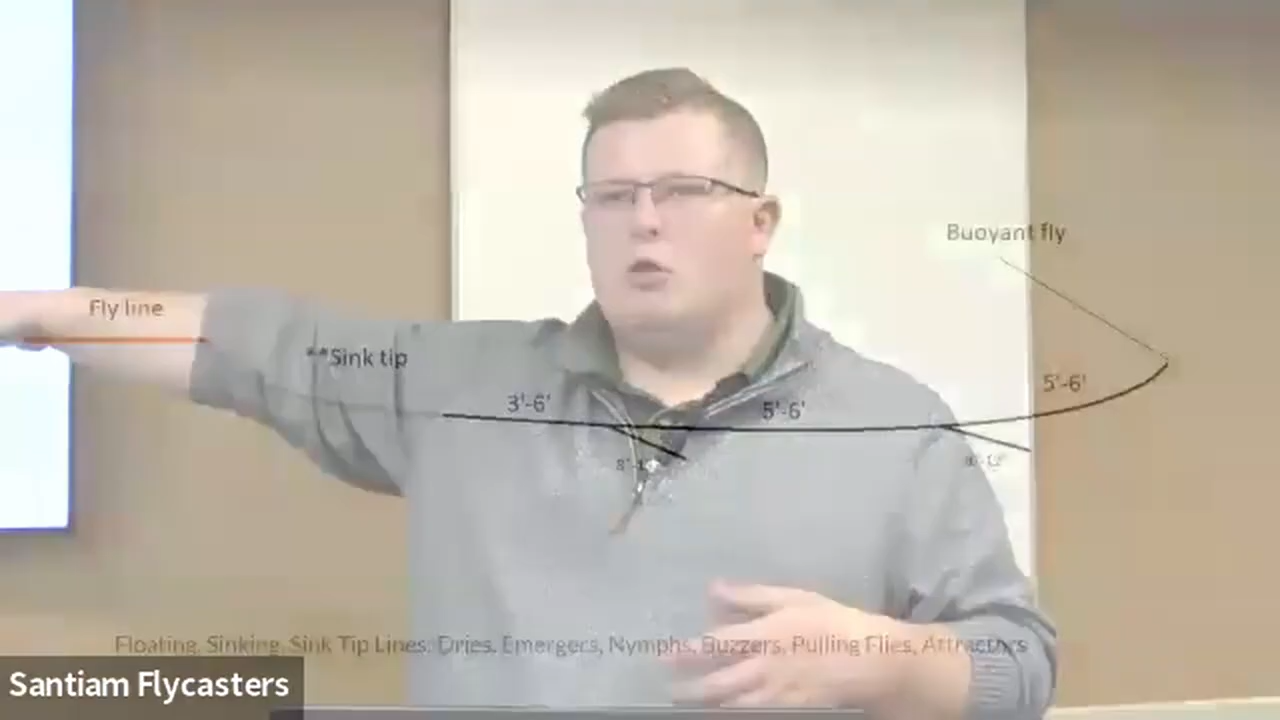 Buoyant fly
Fly line
**Sink tip
3'-6'
5'-6'
5'-6'
Floating, Sinking, Sink Tip Lines: Dries, Emergers, Nymphs, Buzzers, Pulling Flies, Attractors
Santiam Flycasters